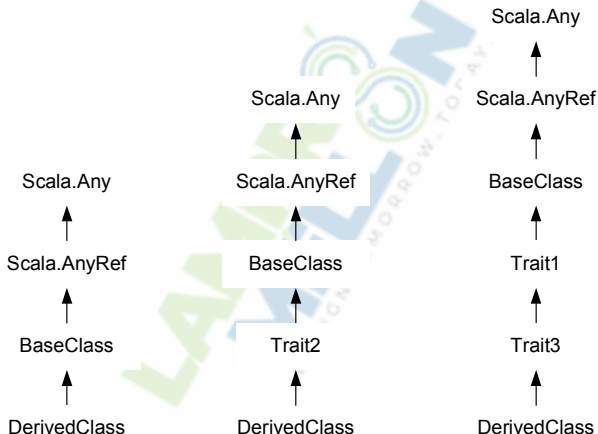 Scala.Any
Scala.AnyRef
BaseClass
DerivedClass
Scala.Any
Scala.AnyRef
BaseClass
Trait2
DerivedClass
Scala.Any
Scala.AnyRef
BaseClass
Trait1
Trait3
DerivedClass